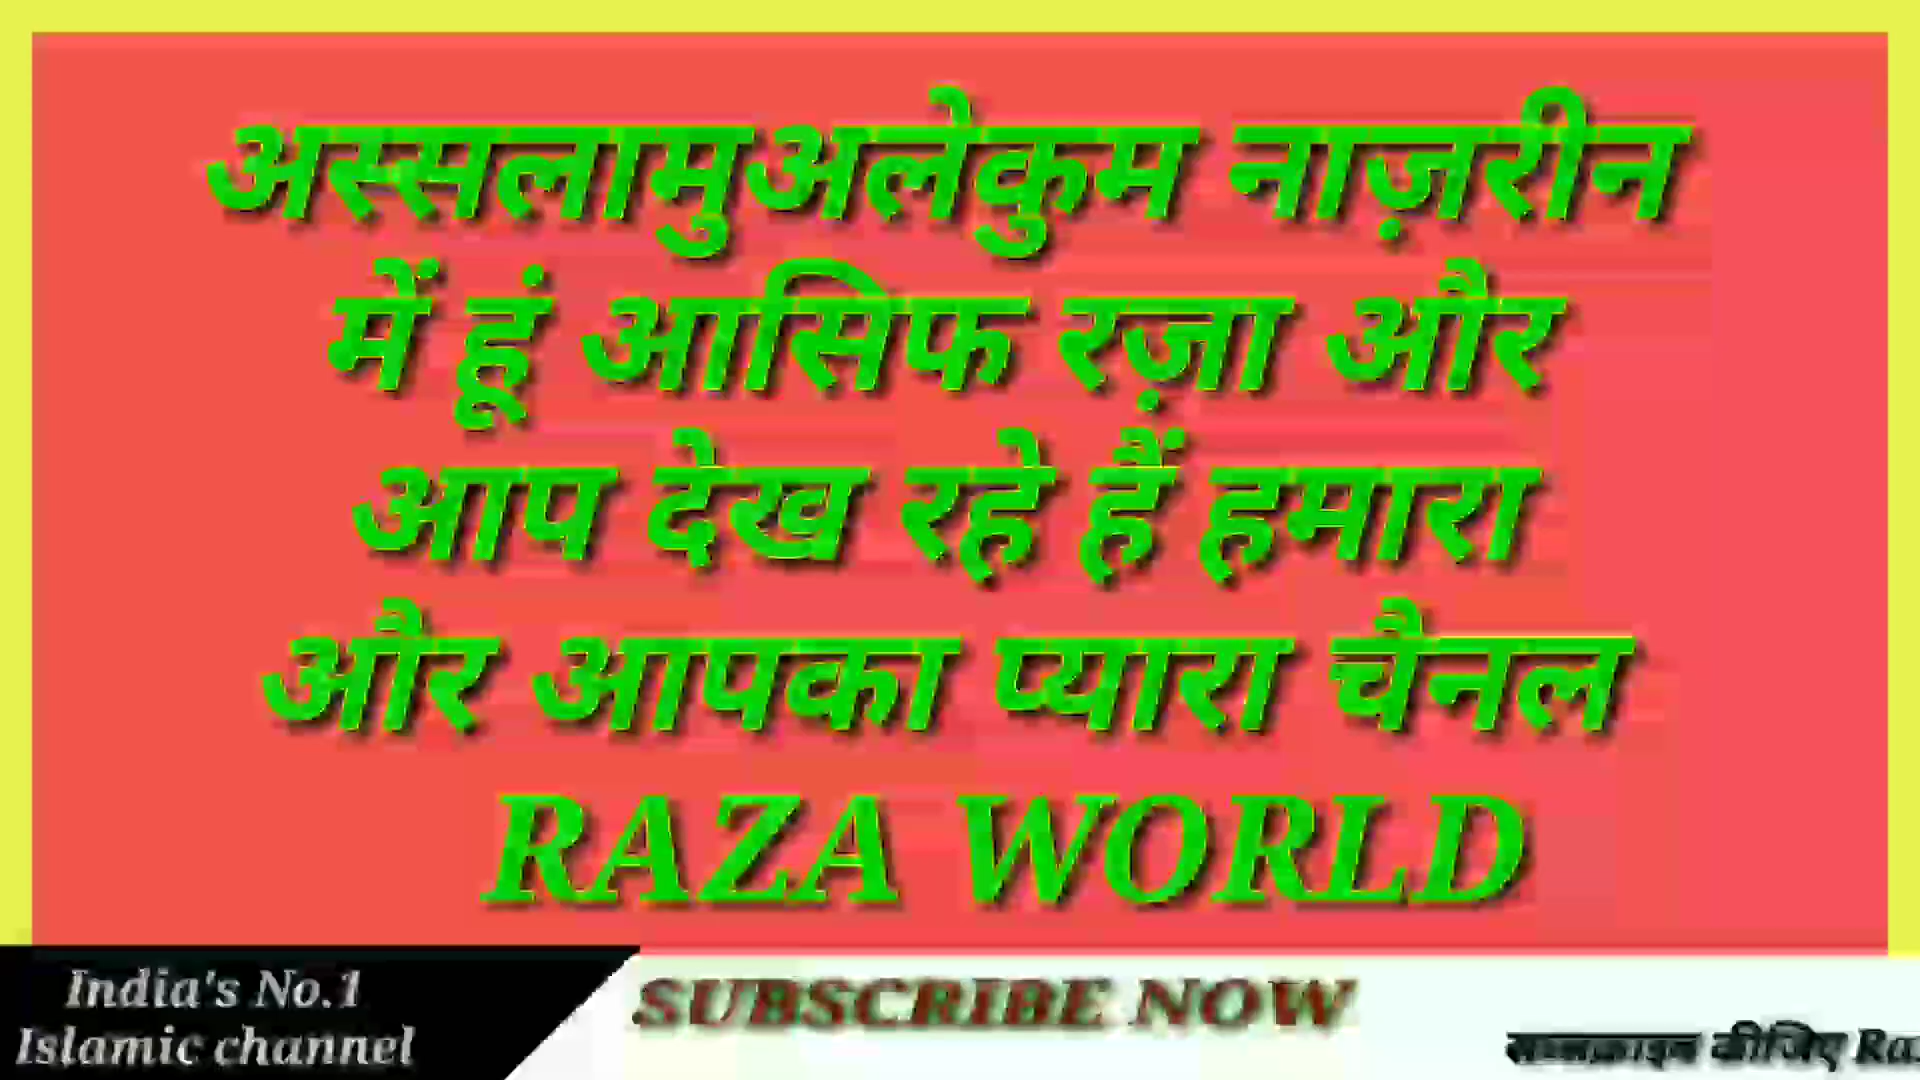 अस्सलामुअलेकुम नाज़रीन
में हूं आसिफ रज़ा और
आप देख रहे हैं हमारा
और आपका प्यारा चैनल
RAZA WORLD
India's No.1
Islamic channel
SUBSCRIBE NOW
कीजिए